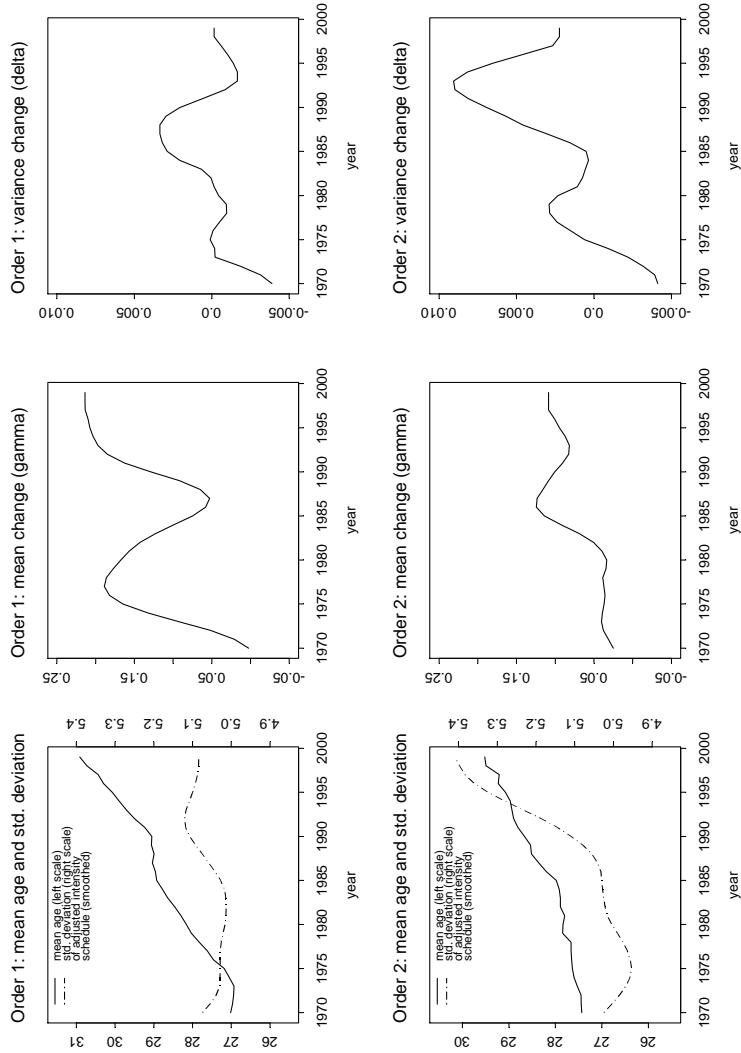 Order 1: mean age and std. deviation
mean age (left scale)
std. deviation (right scale)
of adjusted intensity
schedule (smoothed)
31
30
29
28
27
26
5.4
5.3
5.2
5.1
5.0
4.9
1970 1975 1980 1985 1990 1995 2000
year
Order 1: mean change (gamma)
0.25
0.15
0.05
-0.05
1970 1975 1980 1985 1990 1995 2000
year
Order 1: variance change (delta)
0.010
0.005
0.0
-0.005
1970 1975 1980 1985 1990 1995 2000
year
Order 2: mean age and std. deviation
mean age (left scale)
std. deviation (right scale)
of adjusted intensity
schedule (smoothed)
30
29
28
27
26
5.4
5.3
5.2
5.1
5.0
4.9
1970 1975 1980 1985 1990 1995 2000
year
Order 2: mean change (gamma)
0.25
0.15
0.05
-0.05
1970 1975 1980 1985 1990 1995 2000
year
Order 2: variance change (delta)
0.010
0.005
0.0
-0.005
1970 1975 1980 1985 1990 1995 2000
year